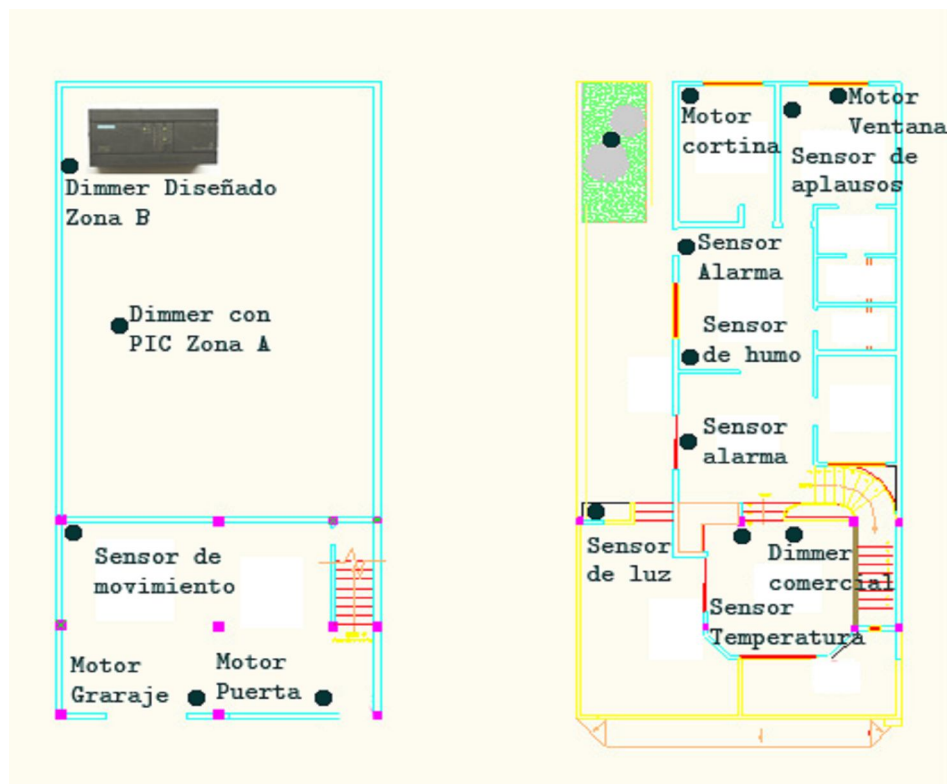 Dimmer Diseñado
Zona B
Dimmer con
PIC Zona A
Sensor de
movimiento
Motor
Graraje
Motor
Puerta
Motor
cortina
Motor
Ventana
Sensor de
aplausos
Sensor
Alarma
Sensor
de humo
Sensor
alarma
Sensor
de luz
Dimmer
comercial
Sensor
Temperatura